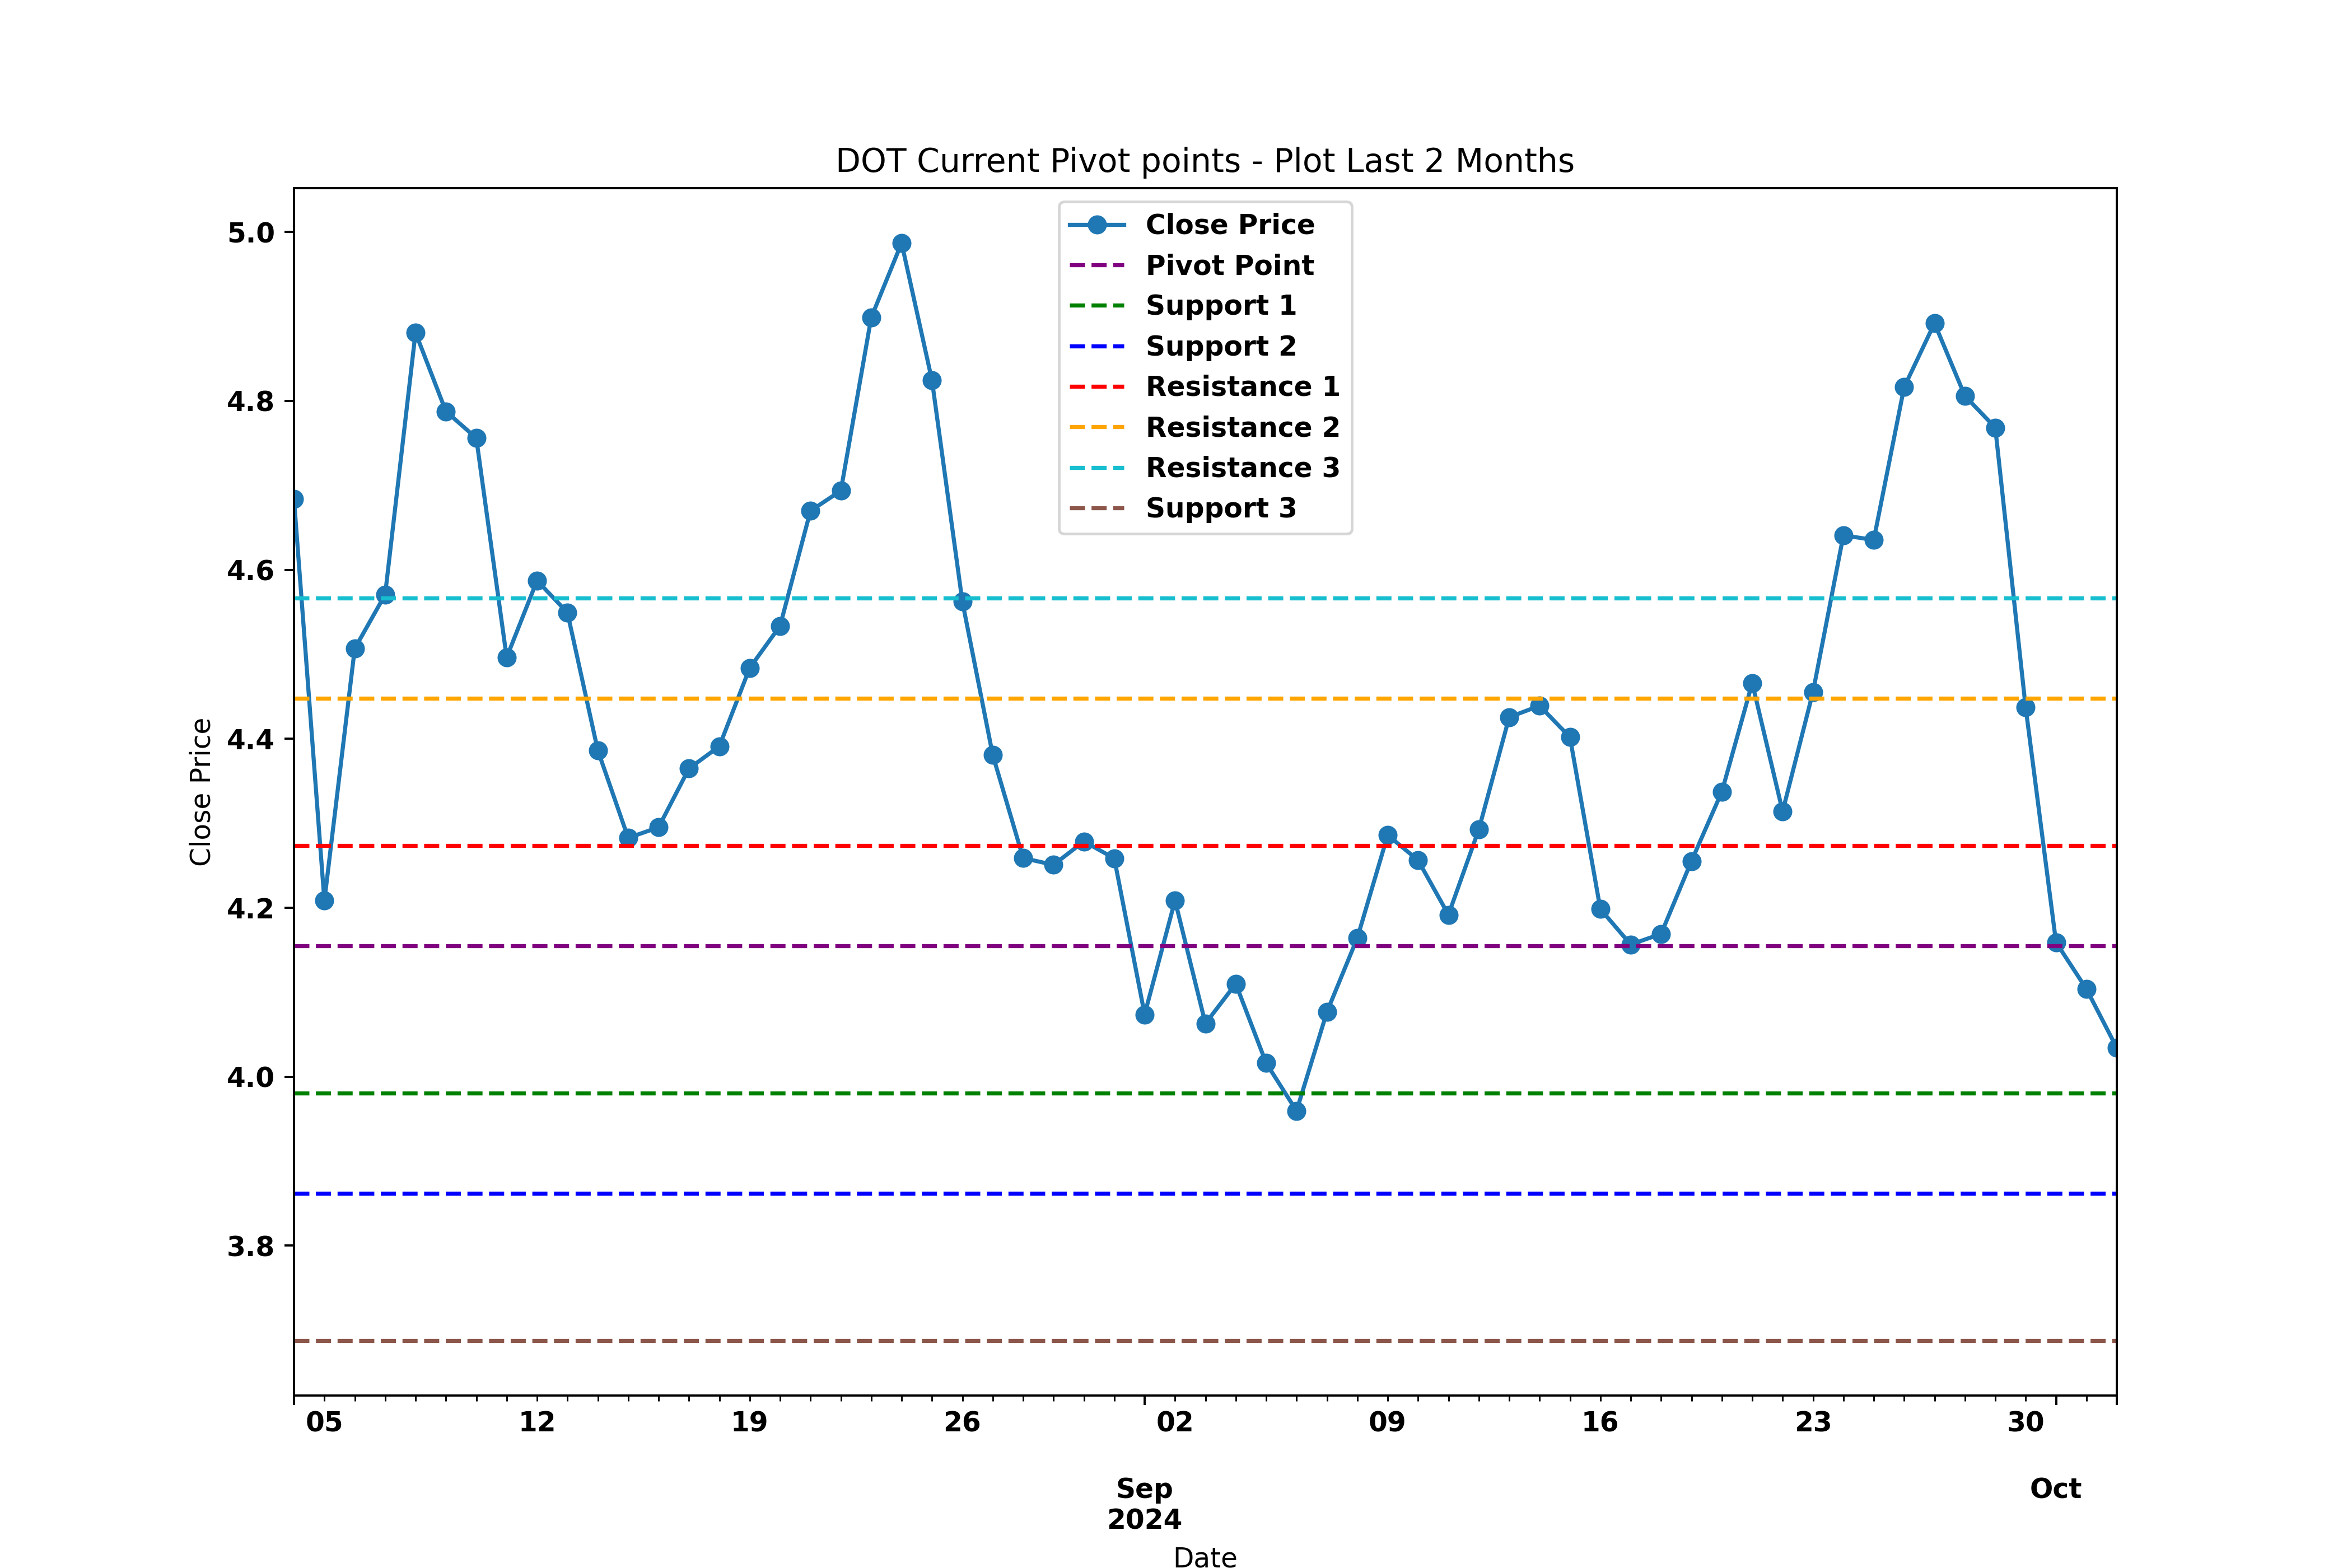 DOT Current Pivot points - Plot Last 2 Months
Close Price
Pivot Point
Support 1
Support 2
Resistance 1
Resistance 2
Resistance 3
Support 3
5.0
4.8
4.6
4.4
4.2
4.0
3.8
Close Price
05 12 19 26 02 09 16 23 30
Sep Oct
2024
Date